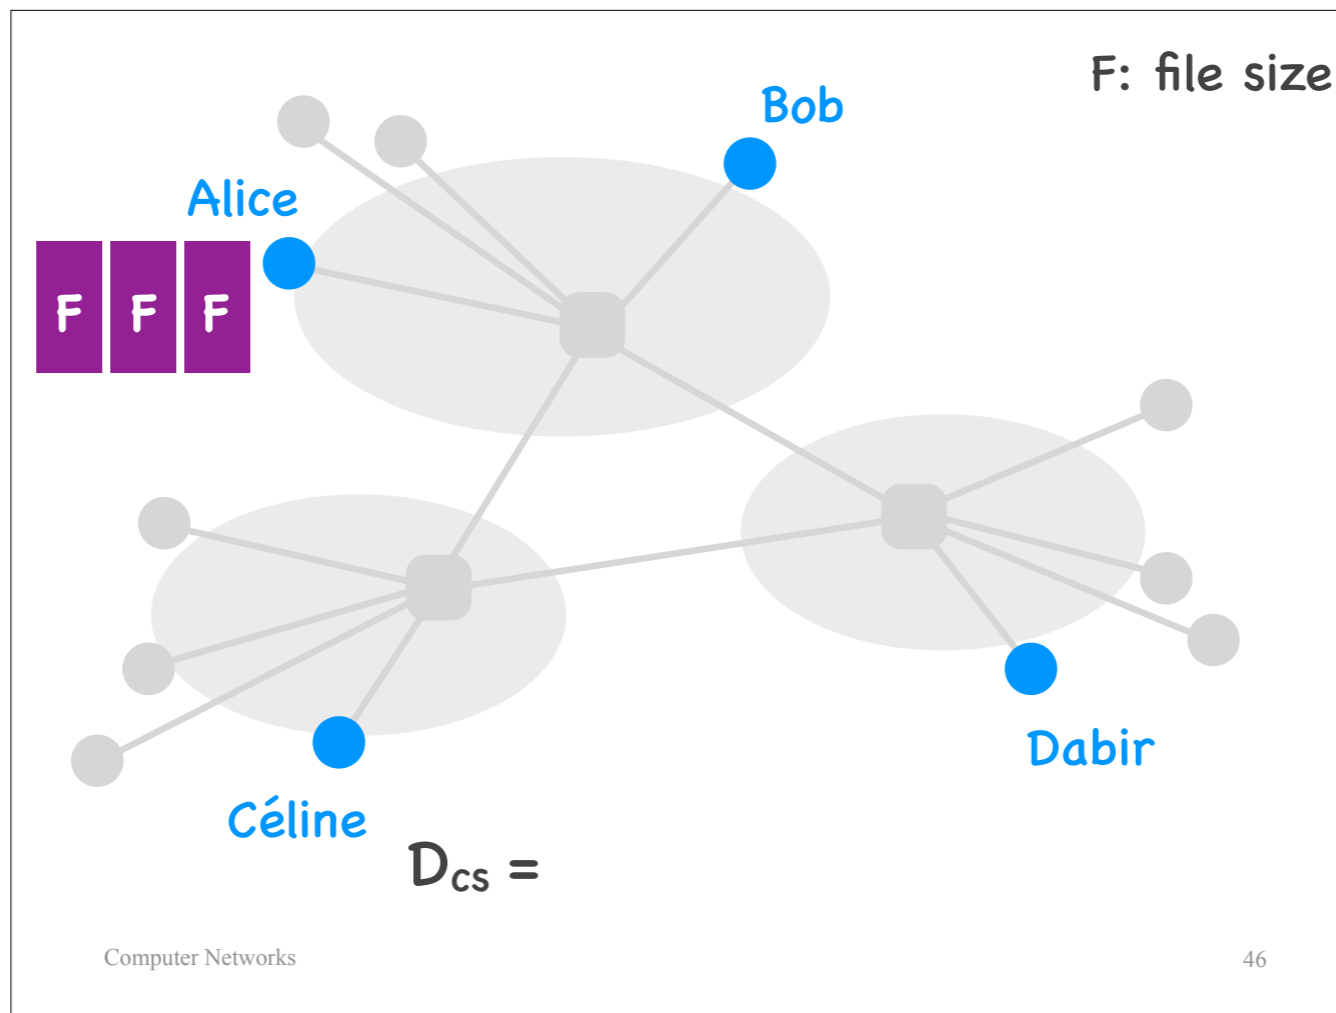 F: file size
Bob
Alice
F F F
Dabir
Céline
Dcs =
Computer Networks
46